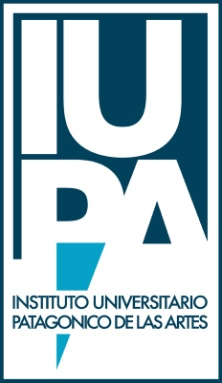 IU
PA
INSTITUTO UNIVERSITARIO
PATAGONICO DE LAS ARTES